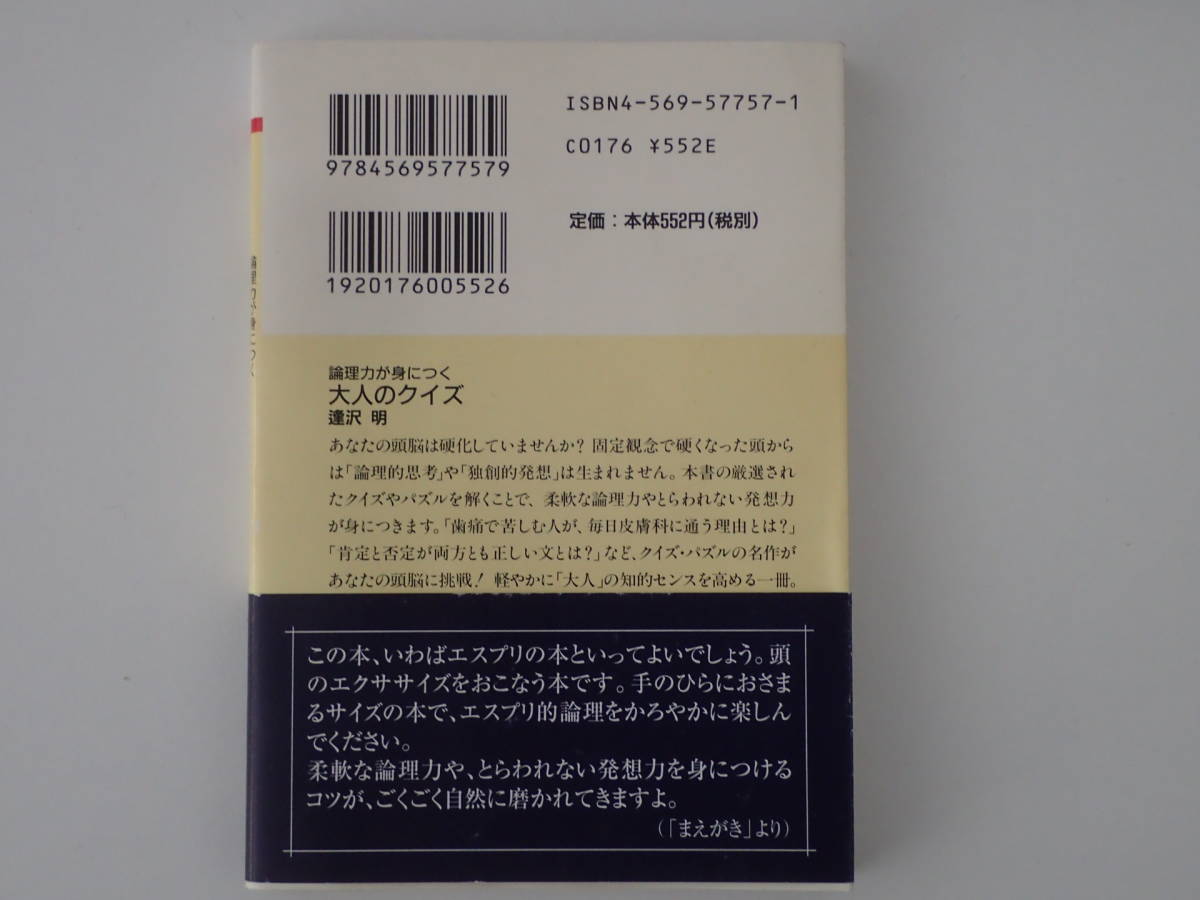 ISBN4-569-57757-1
C0176 ¥552E
9784569577579
定価:本体552円(税別)
1920176005526
論理力が身につく
論理力が身につく
大人のクイズ
逢沢 明
あなたの頭脳は硬化していませんか? 固定観念で硬くなった頭から
は「論理的思考」や「独創的発想」は生まれません。本書の厳選され
たクイズやパズルを解くことで、柔軟な論理力やとらわれない発想力
が身につきます。「歯痛で苦しむ人が、毎日皮膚科に通う理由とは?」
「肯定と否定が両方とも正しい文とは?」など、クイズ・パズルの名作が
あなたの頭脳に挑戦! 軽やかに「大人」の知的センスを高める一冊。
この本、いわばエスプリの本といってよいでしょう。頭
のエクササイズをおこなう本です。手のひらにおさま
るサイズの本で、エスプリ的論理をかろやかに楽しん
でください。
柔軟な論理力や、とらわれない発想力を身につける
コツが、ごくごく自然に磨かれてきますよ。
(「まえがき」より)